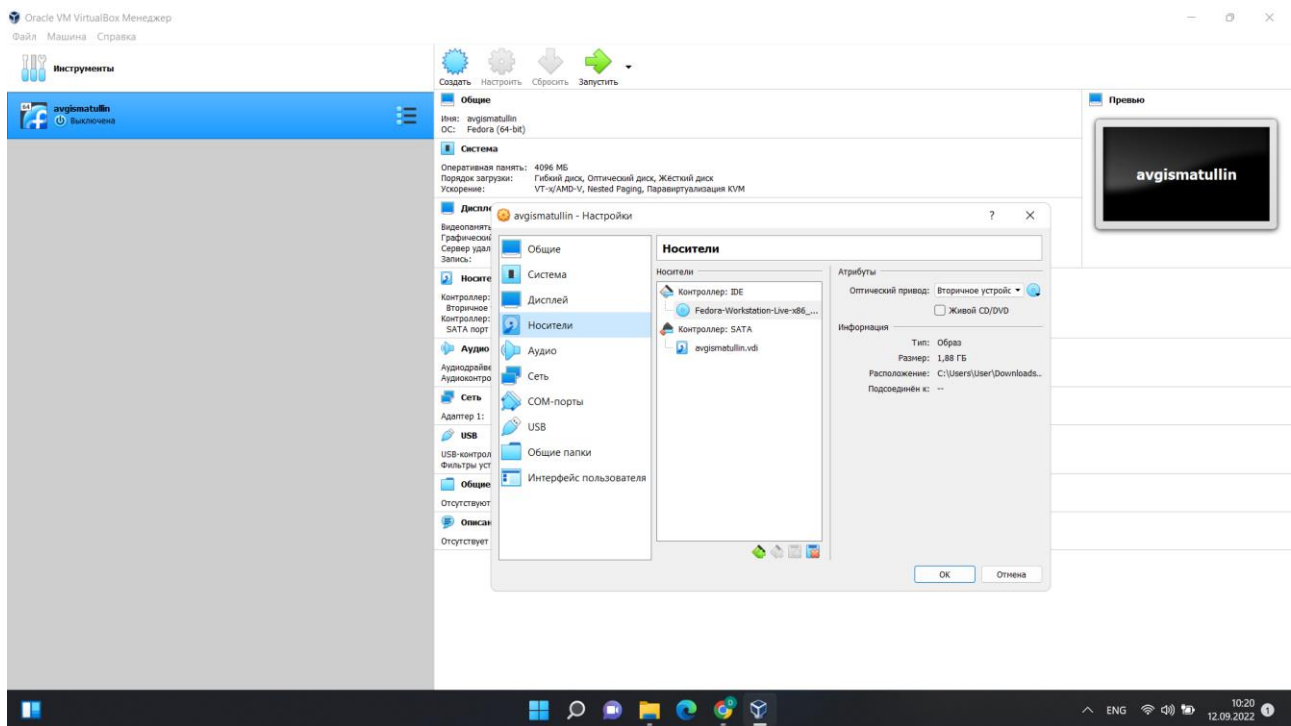 Oracle VM VirtualBox Менеджер
Файл Машина Справка
Инструменты
Создать Настроить Сбросить Запустить
64
avgismatullin
Выключена
Общие
Имя: avgismatullin
ОС: Fedora (64-bit)
Система
Оперативная память: 4096 МБ
Порядок загрузки: Гибкий диск, Оптический диск, Жёсткий диск
Ускорение: VT-x/AMD-V, Nested Paging, Паравиртуализация KVM
Превью
avgismatullin
Диспле
Видеопамять
Графический
Сервер удал
Запись:
Носите
Контроллер:
Вторичное
Контроллер:
SATA порт
Аудио
Аудиодрайве
Аудиоконтро
Сеть
Адаптер 1:
USB
USB-контрол
Фильтры уст
Общие
Отсутствуют
Описан
Отсутствует
avgismatullin - Настройки
Общие
Система
Дисплей
Носители
Аудио
Сеть
COM-порты
USB
Общие папки
Интерфейс пользователя
Носители
Носители
Контроллер: IDE
Fedora-Workstation-Live-x86_...
Контроллер: SATA
avgismatullin.vdi
Атрибуты
Оптический привод: Вторичное устройс
Живой CD/DVD
Информация
Тип: Образ
Размер: 1,88 ГБ
Расположение: C:\Users\User\Downloads...
Подсоединён к: --
OK Отмена
ENG
10:20
12.09.2022
1